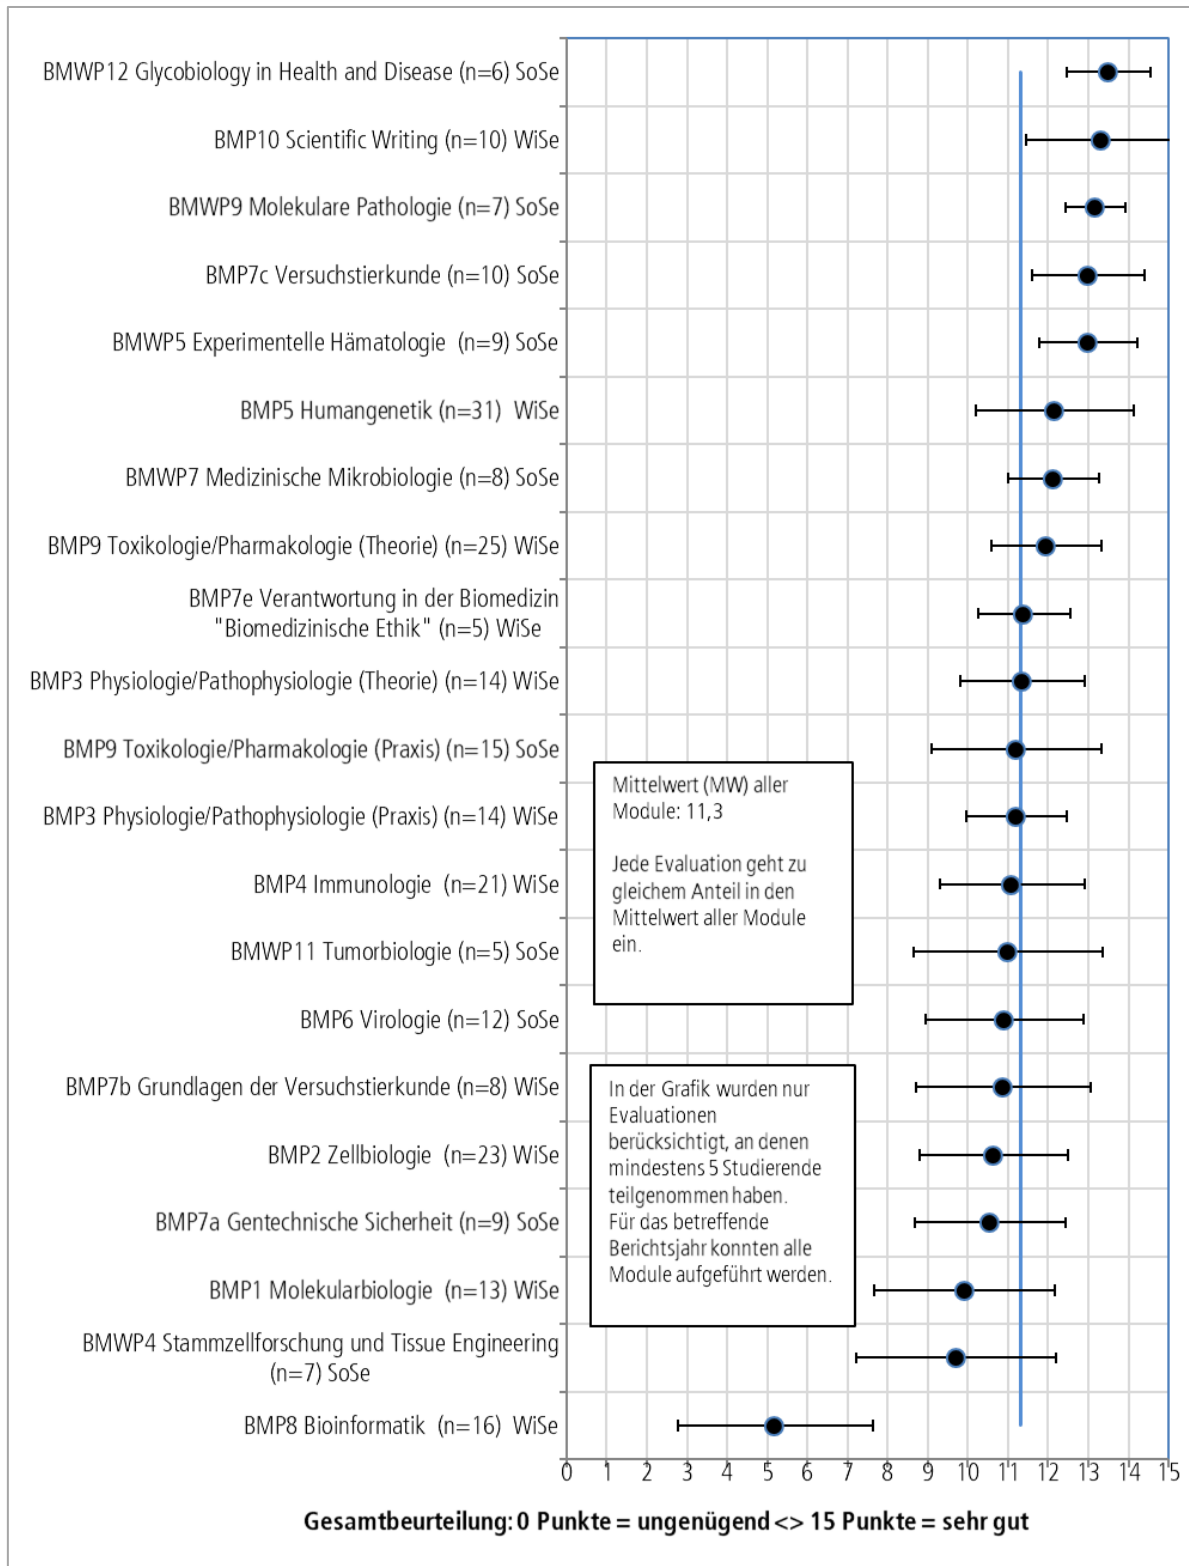 BMWP12 Glycobiology in Health and Disease (n=6) SoSe
BMP10 Scientific Writing (n=10) WiSe
BMWP9 Molekulare Pathologie (n=7) SoSe
BMP7c Versuchstierkunde (n=10) SoSe
BMWP5 Experimentelle Hämatologie (n=9) SoSe
BMP5 Humangenetik (n=31) WiSe
BMWP7 Medizinische Mikrobiologie (n=8) SoSe
BMP9 Toxikologie/Pharmakologie (Theorie) (n=25) WiSe
BMP7e Verantwortung in der Biomedizin
"Biomedizinische Ethik" (n=5) WiSe
BMP3 Physiologie/Pathophysiologie (Theorie) (n=14) WiSe
BMP9 Toxikologie/Pharmakologie (Praxis) (n=15) SoSe
BMP3 Physiologie/Pathophysiologie (Praxis) (n=14) WiSe
BMP4 Immunologie (n=21) WiSe
BMWP11 Tumorbiologie (n=5) SoSe
BMP6 Virologie (n=12) SoSe
BMP7b Grundlagen der Versuchstierkunde (n=8) WiSe
BMP2 Zellbiologie (n=23) WiSe
BMP7a Gentechnische Sicherheit (n=9) SoSe
BMP1 Molekularbiologie (n=13) WiSe
BMWP4 Stammzellforschung und Tissue Engineering
(n=7) SoSe
BMP8 Bioinformatik (n=16) WiSe
Mittelwert (MW) aller
Module: 11,3
Jede Evaluation geht zu
gleichem Anteil in den
Mittelwert aller Module
ein.
In der Grafik wurden nur
Evaluationen
berücksichtigt, an denen
mindestens 5 Studierende
teilgenommen haben.
Für das betreffende
Berichtsjahr konnten alle
Module aufgeführt werden.
0 1 2 3 4 5 6 7 8 9 10 11 12 13 14 15
Gesamtbeurteilung: 0 Punkte = ungenügend <> 15 Punkte = sehr gut